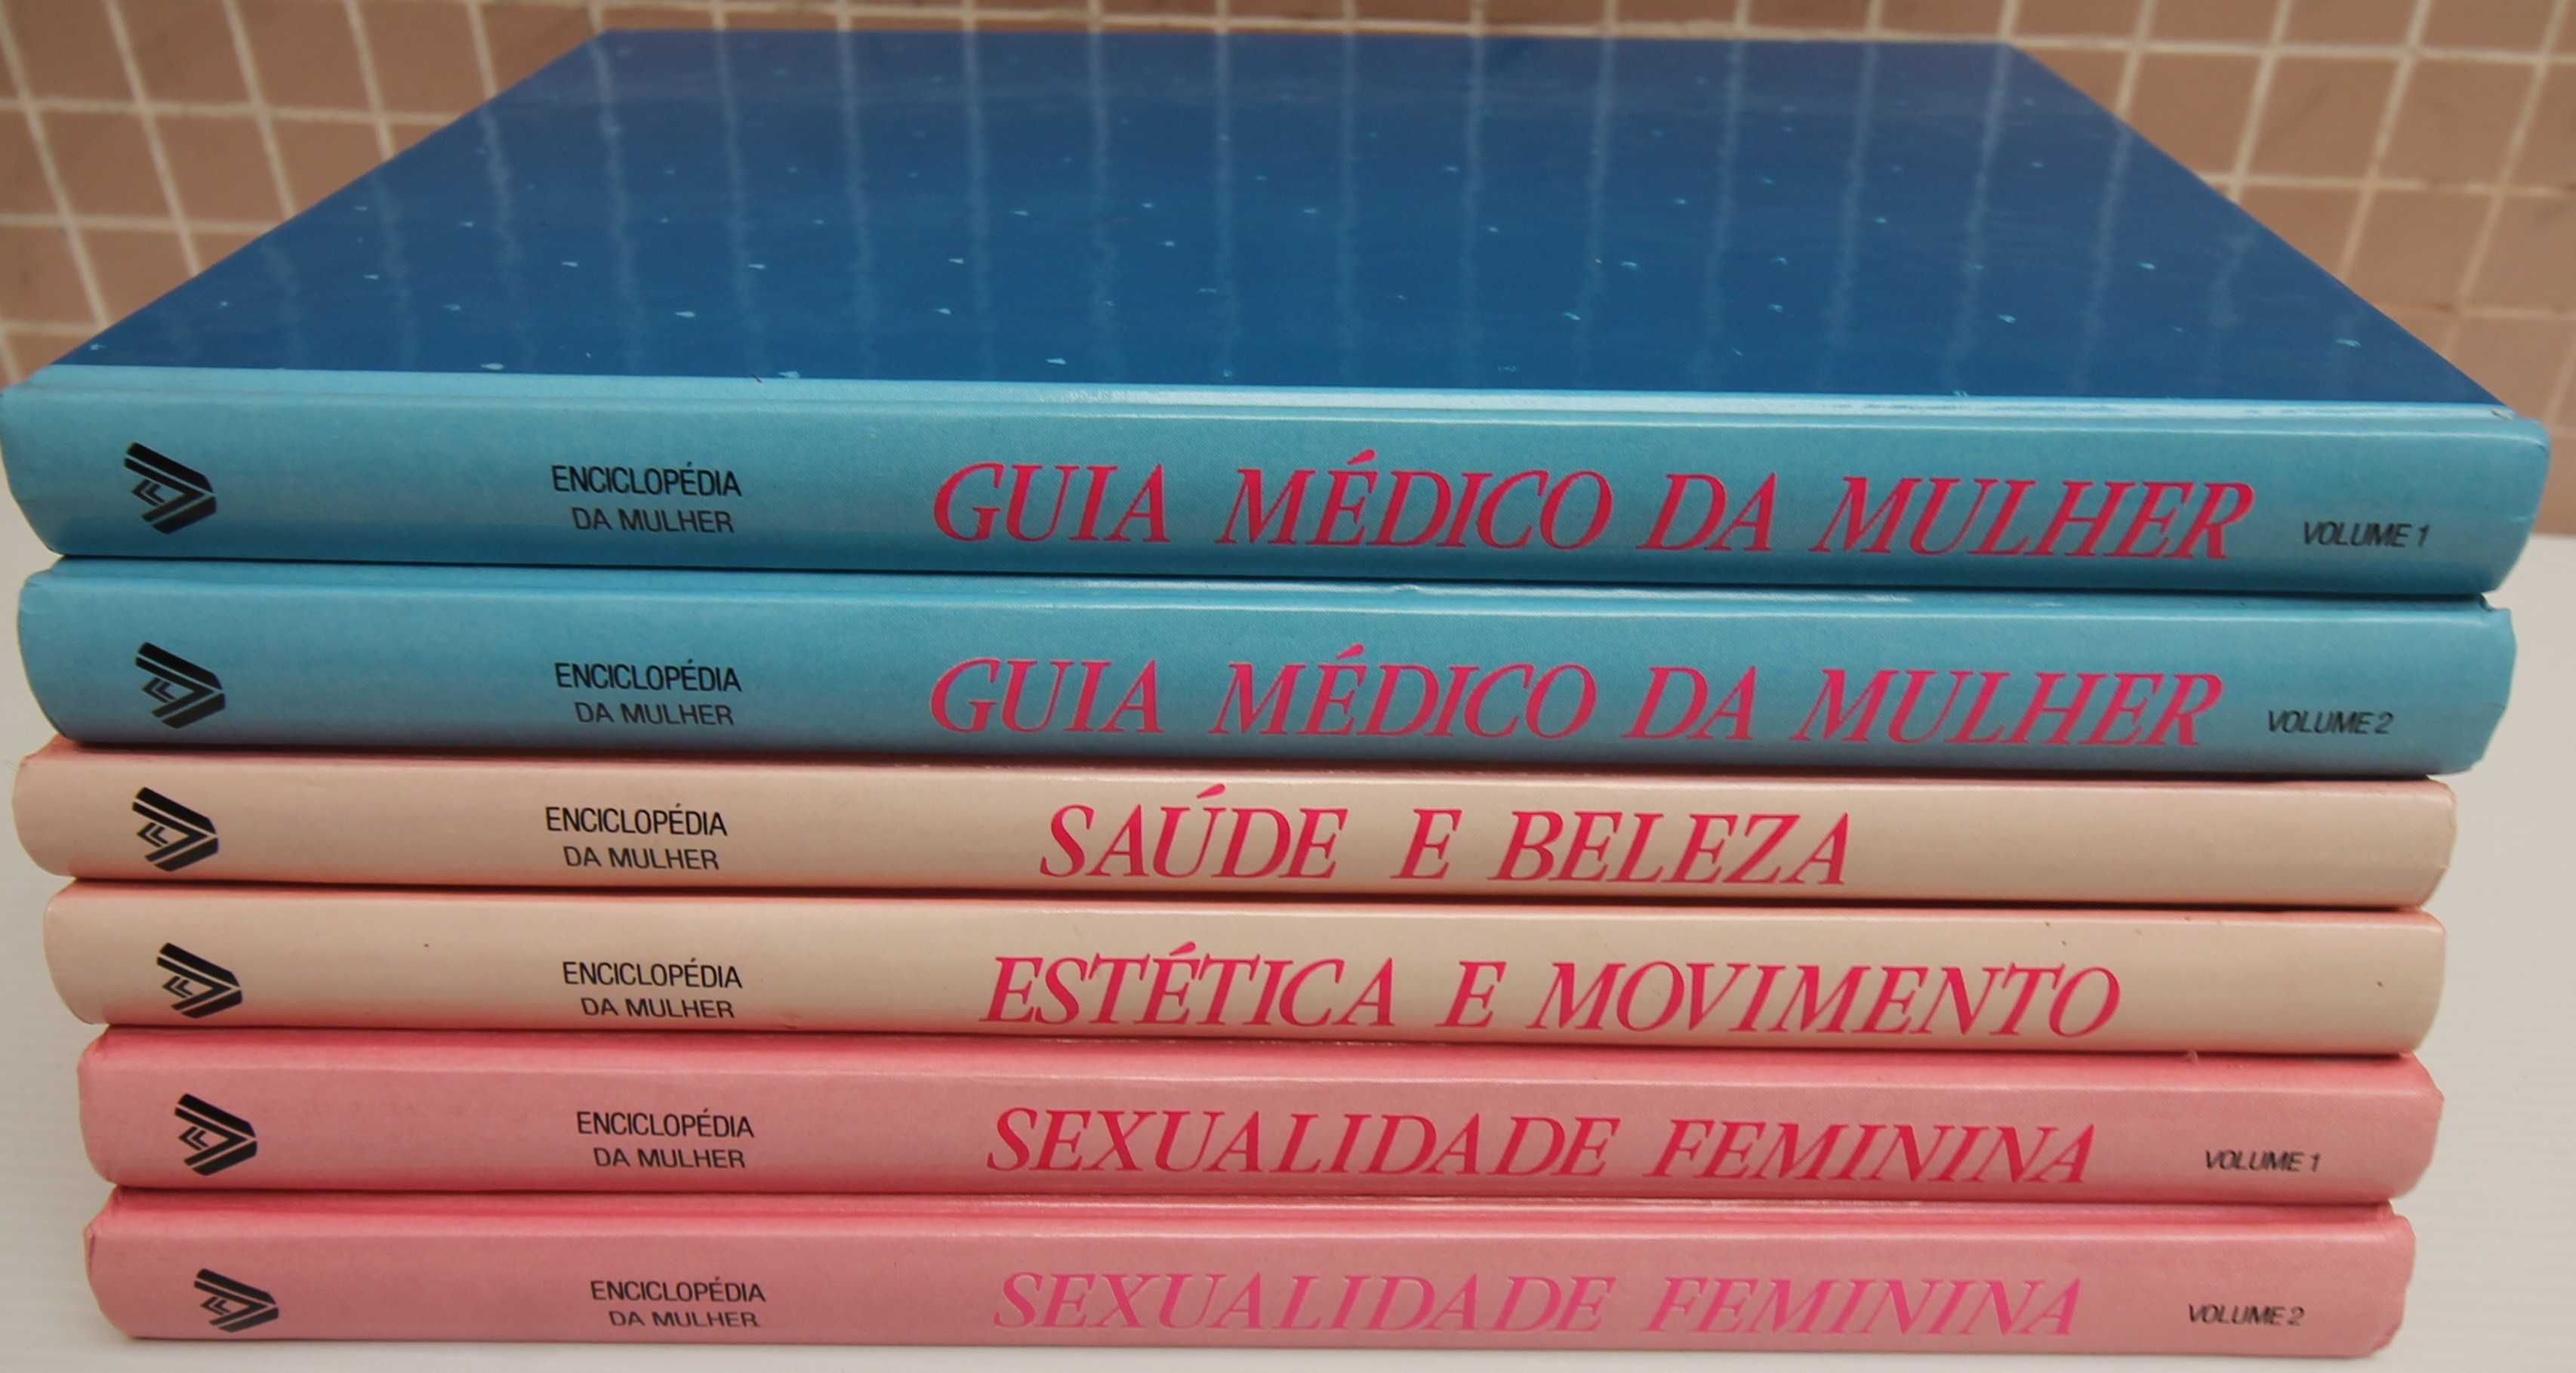 ENCICLOPÉDIA
DA MULHER
GUIA MÉDICO DA MULHER
VOLUME 1
ENCICLOPÉDIA
DA MULHER
GUIA MÉDICO DA MULHER
VOLUME 2
ENCICLOPÉDIA
DA MULHER
SAÚDE E BELEZA
ENCICLOPÉDIA
DA MULHER
ESTÉTICA E MOVIMENTO
ENCICLOPÉDIA
DA MULHER
SEXUALIDADE FEMININA
VOLUME 1
ENCICLOPÉDIA
DA MULHER
SEXUALIDADE FEMININA
VOLUME 2